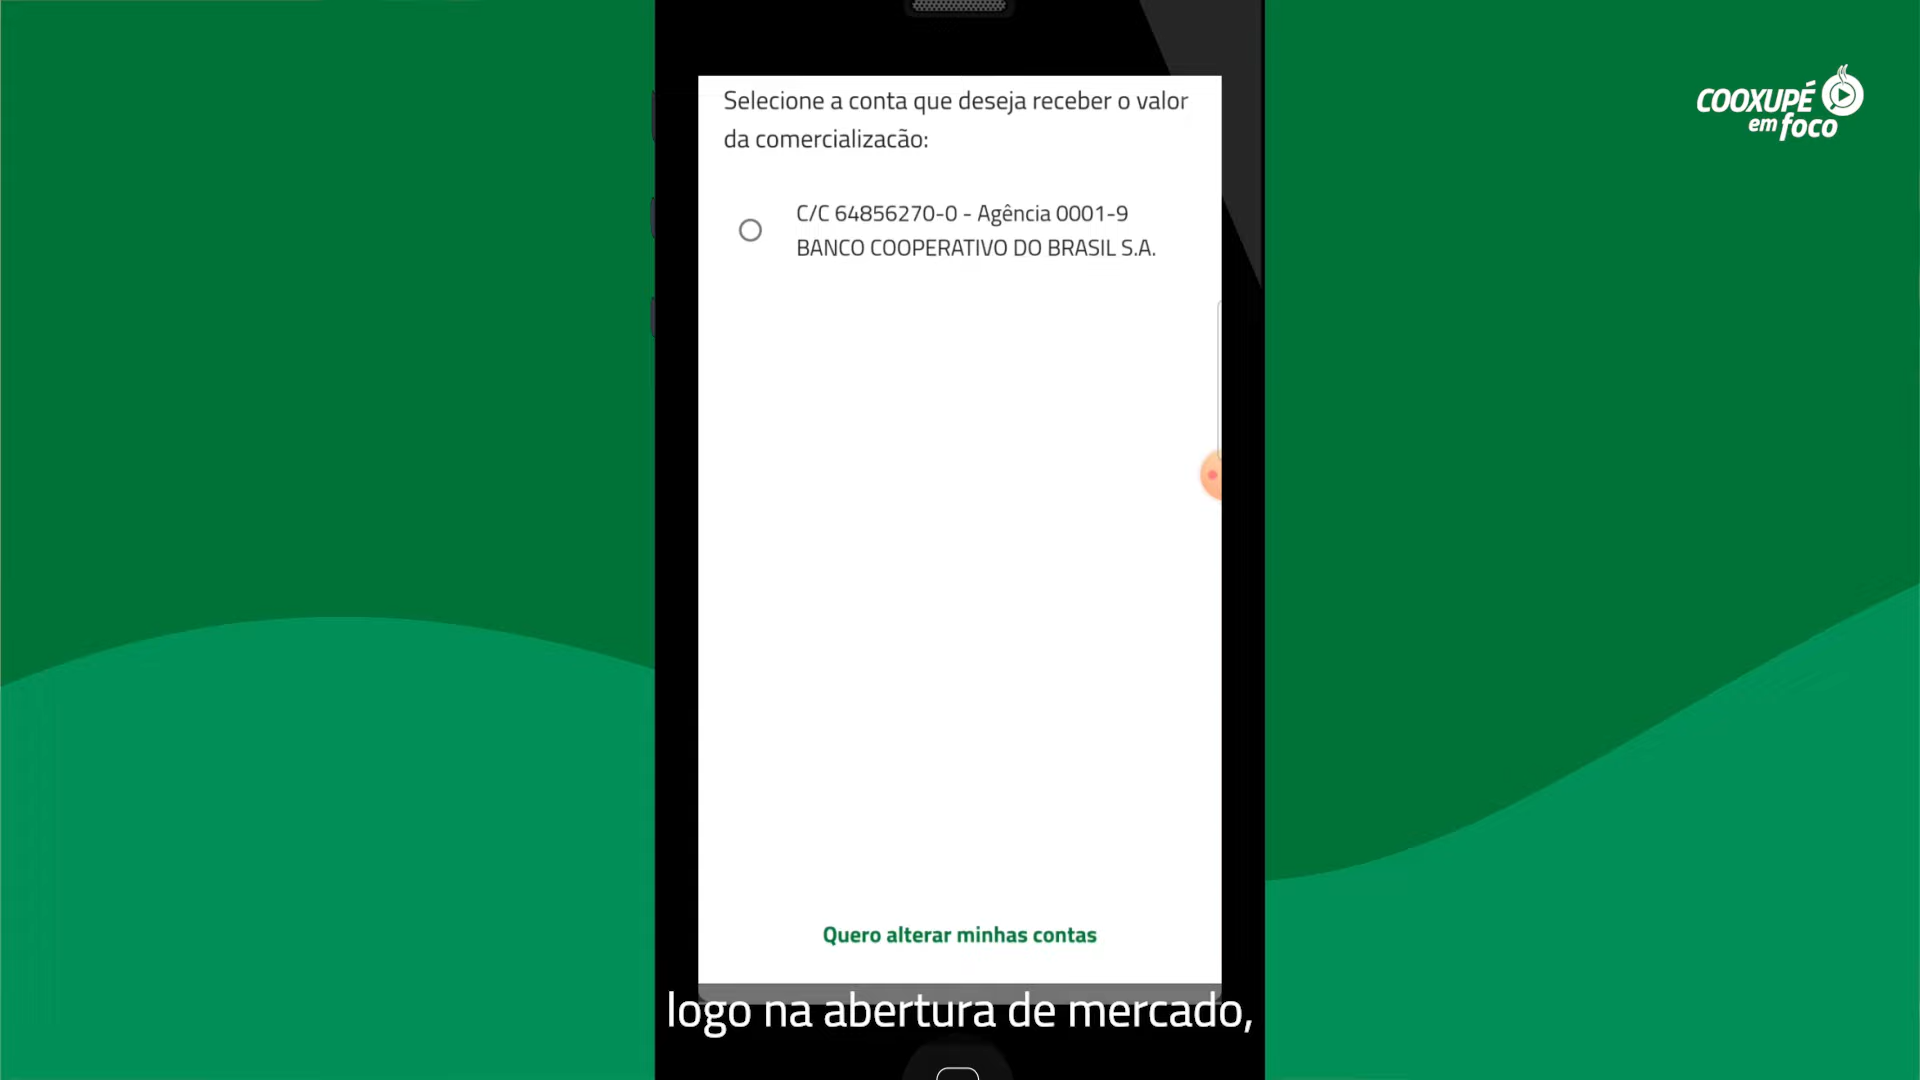 COOXUPÉ
em foco
Selecione a conta que deseja receber o valor
da comercializacão:
C/C 64856270-0 - Agência 0001-9
BANCO COOPERATIVO DO BRASIL S.A.
Quero alterar minhas contas
logo na abertura de mercado,